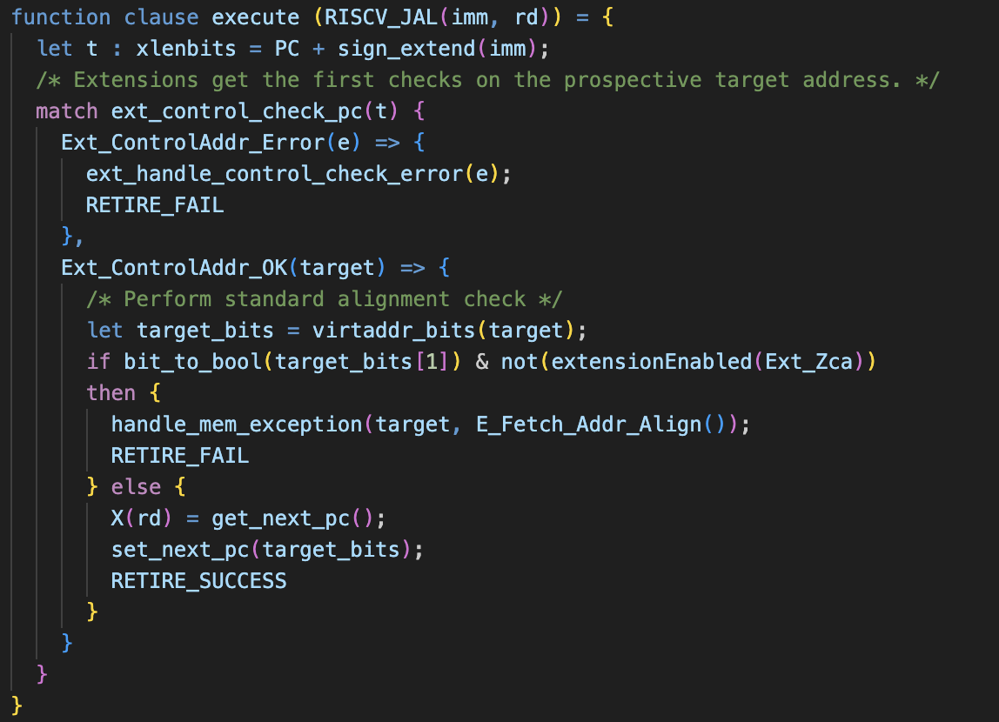 function clause execute (RISCV_JAL(imm, rd)) = {
  let t : xlenbits = PC + sign_extend(imm);
  /* Extensions get the first checks on the prospective target address. */
  match ext_control_check_pc(t) {
    Ext_ControlAddr_Error(e) => {
      ext_handle_control_check_error(e);
      RETIRE_FAIL
    },
    Ext_ControlAddr_OK(target) => {
      /* Perform standard alignment check */
      let target_bits = virtaddr_bits(target);
      if bit_to_bool(target_bits[1]) & not(extensionEnabled(Ext_Zca))
      then {
        handle_mem_exception(target, E_Fetch_Addr_Align());
        RETIRE_FAIL
      } else {
        X(rd) = get_next_pc();
        set_next_pc(target_bits);
        RETIRE_SUCCESS
      }
    }
  }
}